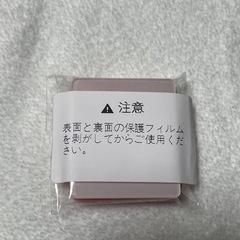 ⚠ 注意
表面と裏面の保護フィルム
を剥がしてからご使用くだ
さい。